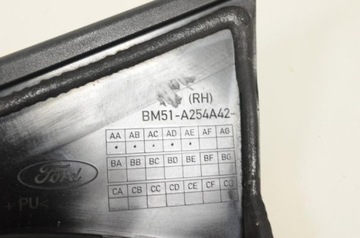 (RH)
BM51-A254A42-
AA AB AC AD AE AF AG
BA BB BC BD BE BF BG
CA CB CC CD CE CF CG
Ford
+PU<